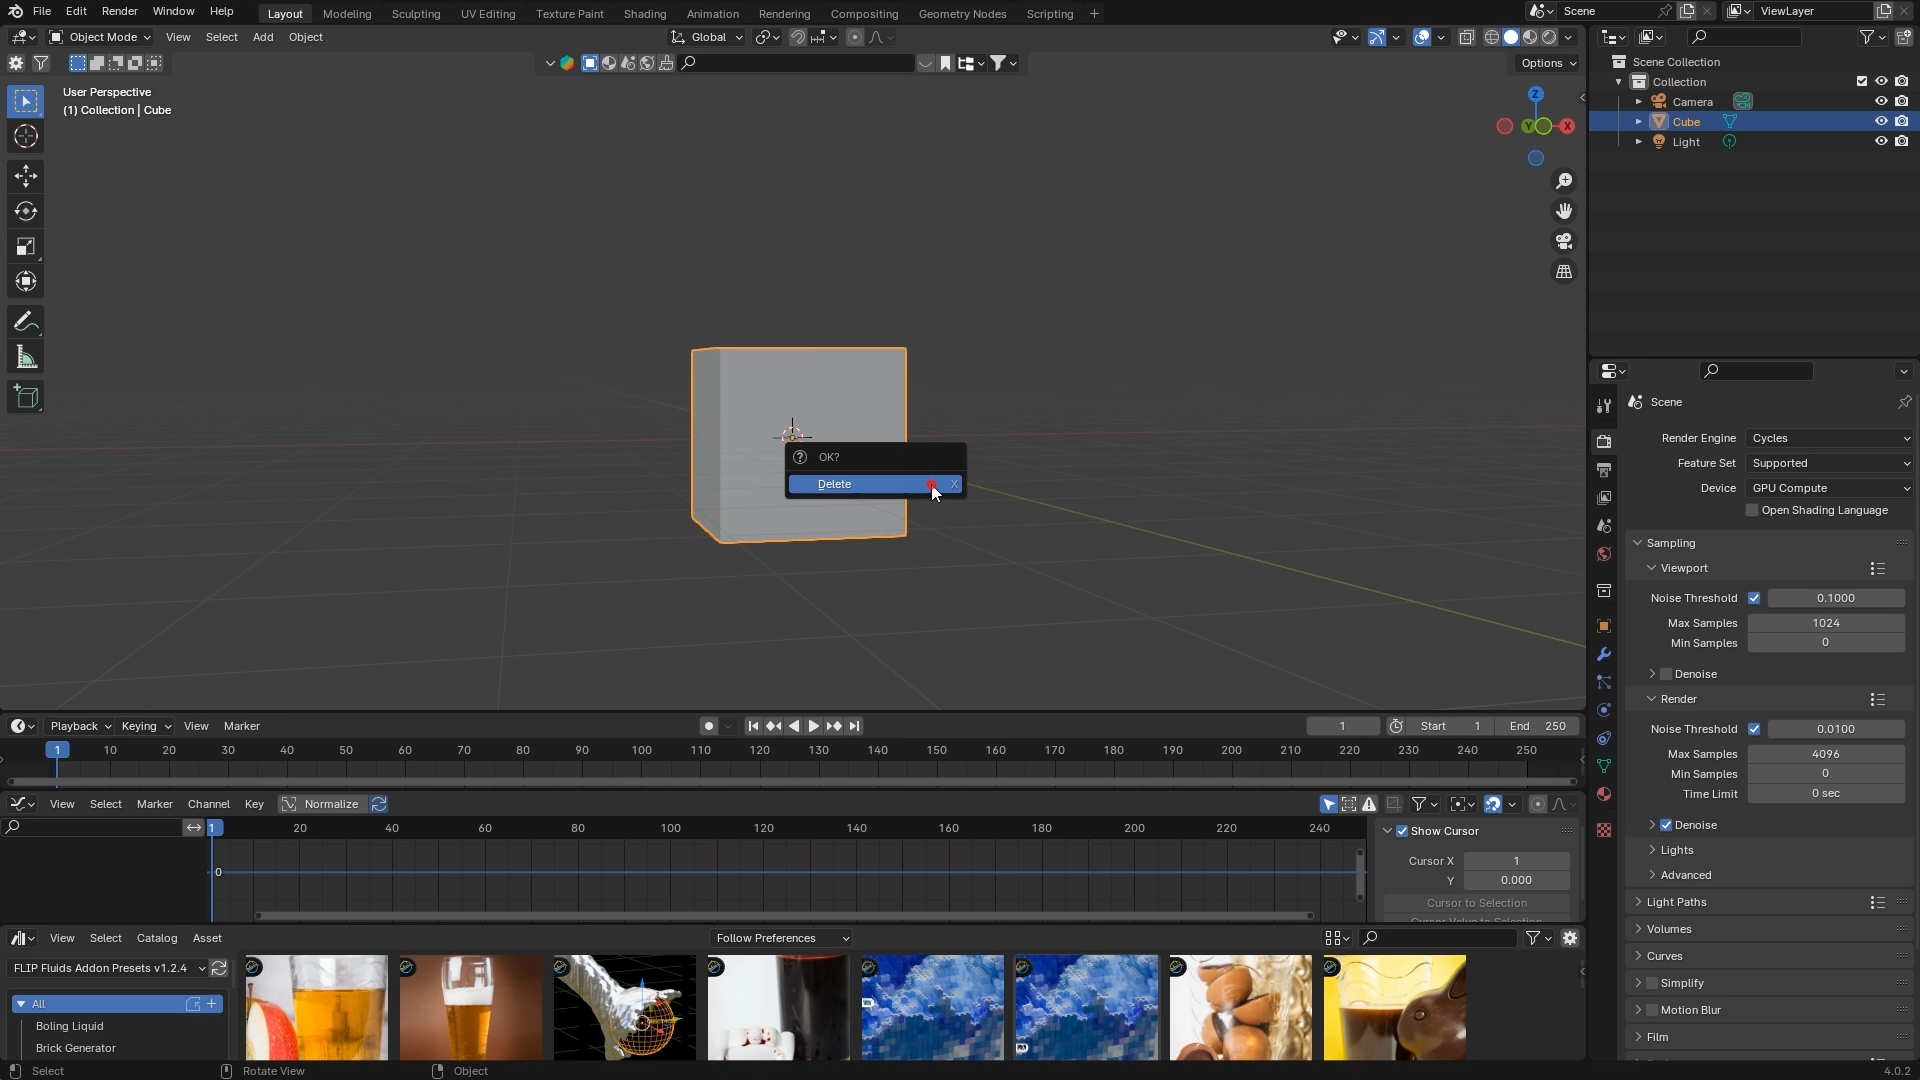 File Edit Render Window Help Layout Modeling Sculpting UV Editing Texture Paint Shading Animation Rendering Compositing Geometry Nodes Scripting + Scene ViewLayer
Object Mode View Select Add Object Global
Options
User Perspective
(1) Collection | Cube
Z
Y X
OK?
Delete X
Scene Collection
Collection
Camera
Cube
Light
Scene
Render Engine Cycles
Feature Set Supported
Device GPU Compute
Open Shading Language
Sampling
Viewport
Noise Threshold 0.1000
Max Samples 1024
Min Samples 0
Denoise
Render
Noise Threshold 0.0100
Max Samples 4096
Min Samples 0
Time Limit 0 sec
Denoise
Lights
Advanced
Light Paths
Volumes
Curves
Simplify
Motion Blur
Film
Playback Keying View Marker 1 Start 1 End 250
1 10 20 30 40 50 60 70 80 90 100 110 120 130 140 150 160 170 180 190 200 210 220 230 240 250
View Select Marker Channel Key Normalize
1 20 40 60 80 100 120 140 160 180 200 220 240
0
Show Cursor
Cursor X 1
Y 0.000
Cursor to Selection
Cursor Value to Selection
View Select Catalog Asset Follow Preferences
FLIP Fluids Addon Presets v1.2.4
All
Boling Liquid
Brick Generator
Select Rotate View Object 4.0.2